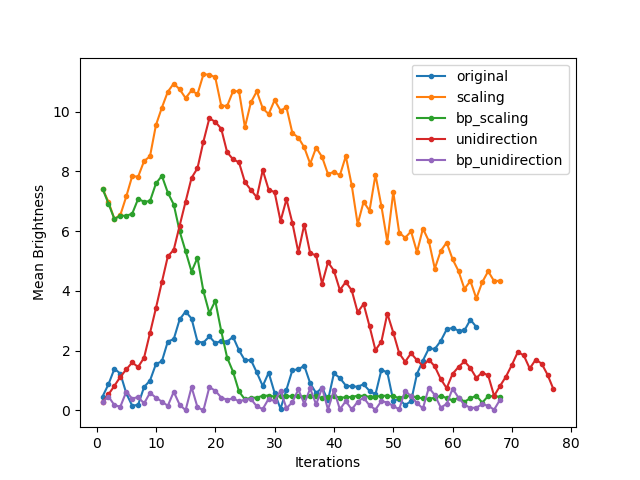 original
scaling
bp_scaling
unidirection
bp_unidirection
Mean Brightness
10
8
6
4
2
0
0 10 20 30 40 50 60 70 80
Iterations